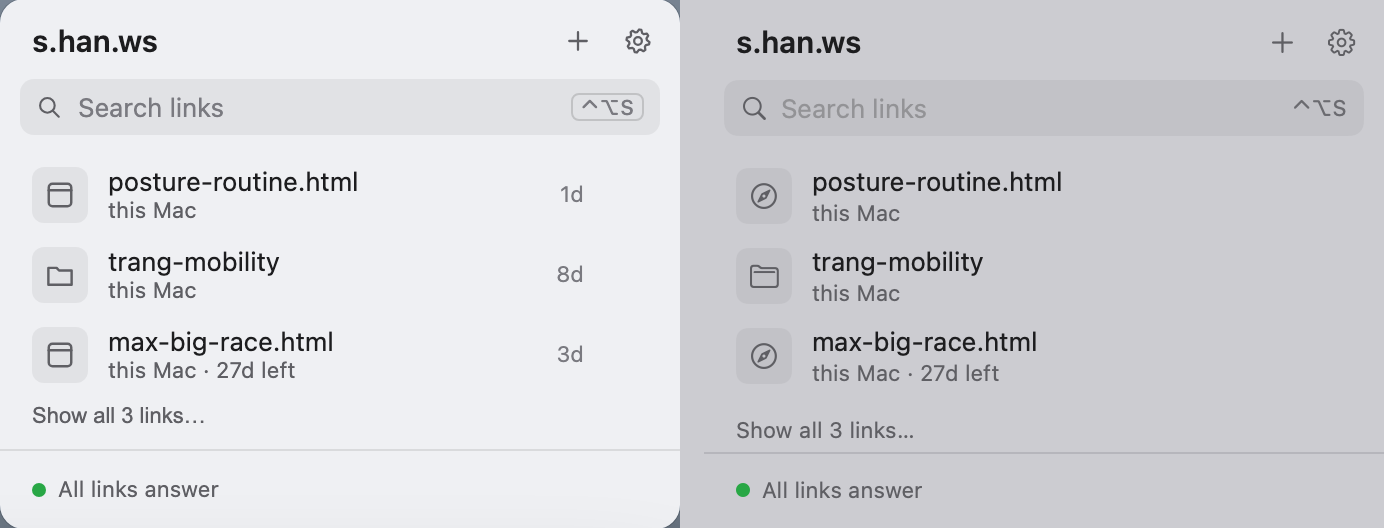 s.han.ws
Search links ^⌥S
posture-routine.html 1d
this Mac
trang-mobility 8d
this Mac
max-big-race.html 3d
this Mac · 27d left
Show all 3 links…
All links answer
s.han.ws
Search links ^⌥S
posture-routine.html
this Mac
trang-mobility
this Mac
max-big-race.html
this Mac · 27d left
Show all 3 links…
All links answer